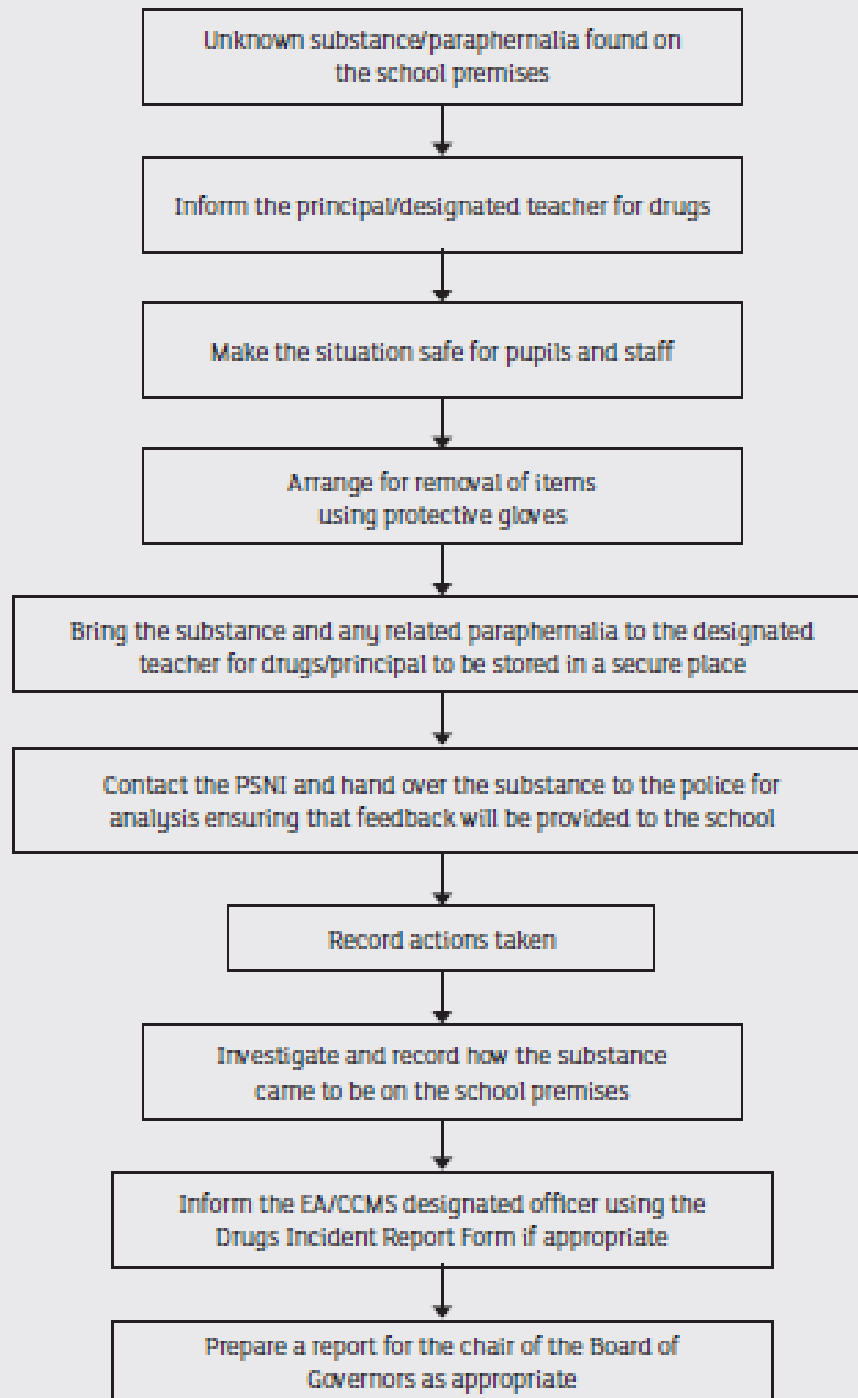 Unknown substance/paraphernalia found on
the school premises
Inform the principal/designated teacher for drugs
Make the situation safe for pupils and staff
Arrange for removal of items
using protective gloves
Bring the substance and any related paraphernalia to the designated
teacher for drugs/principal to be stored in a secure place
Contact the PSNI and hand over the substance to the police for
analysis ensuring that feedback will be provided to the school
Record actions taken
Investigate and record how the substance
came to be on the school premises
Inform the EA/CCMS designated officer using the
Drugs Incident Report Form if appropriate
Prepare a report for the chair of the Board of
Governors as appropriate